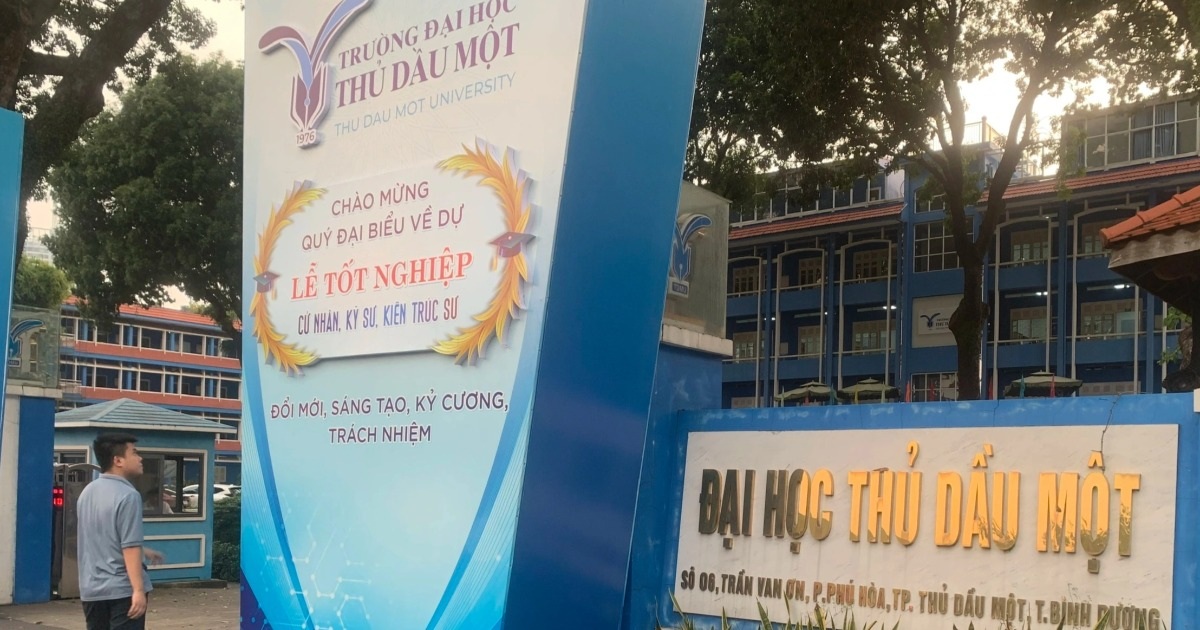 TRƯỜNG ĐẠI HỌC
THỦ DẦU MỘT
THU DAU MOT UNIVERSITY
1976
CHÀO MỪNG
QUÝ ĐẠI BIỂU VỀ DỰ
LỄ TỐT NGHIỆP
CỬ NHÂN, KỸ SƯ, KIẾN TRÚC SƯ
ĐỔI MỚI, SÁNG TẠO, KỶ CƯƠNG,
TRÁCH NHIỆM
ĐẠI HỌC THỦ DẦU MỘT
SỐ 06, TRẦN VĂN ƠN, P.PHÚ HÒA, TP. THỦ DẦU MỘT, T.BÌNH DƯƠNG